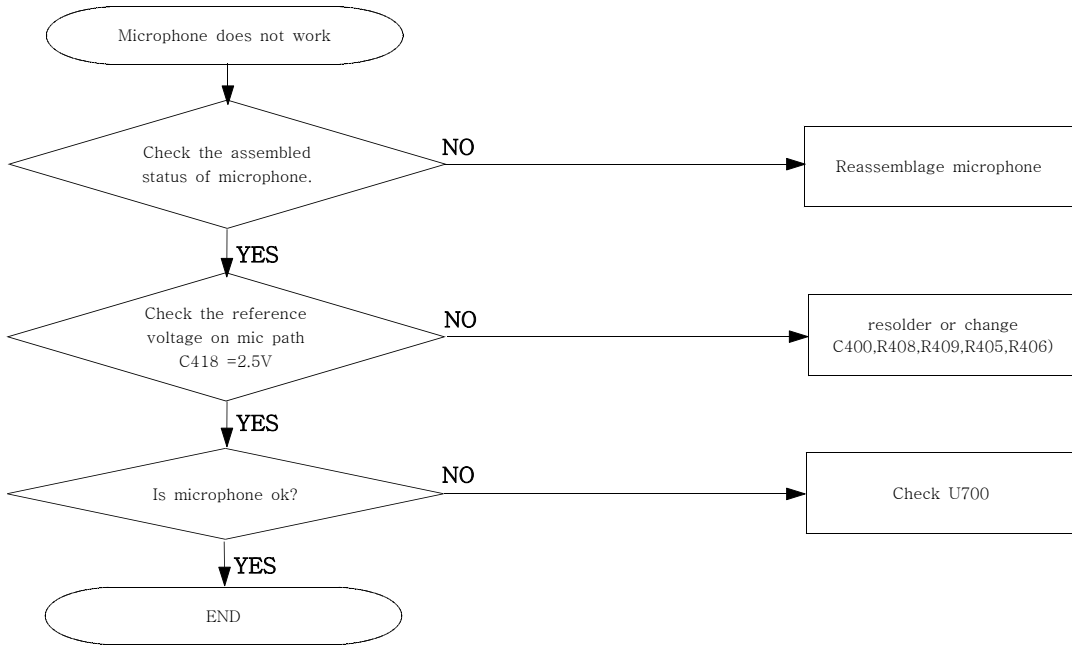 Microphone does not work
Check the assembled
status of microphone.
NO
Reassemblage microphone
YES
Check the reference
voltage on mic path
C418 =2.5V
NO
resolder or change
C400,R408,R409,R405,R406)
YES
Is microphone ok?
NO
Check U700
YES
END